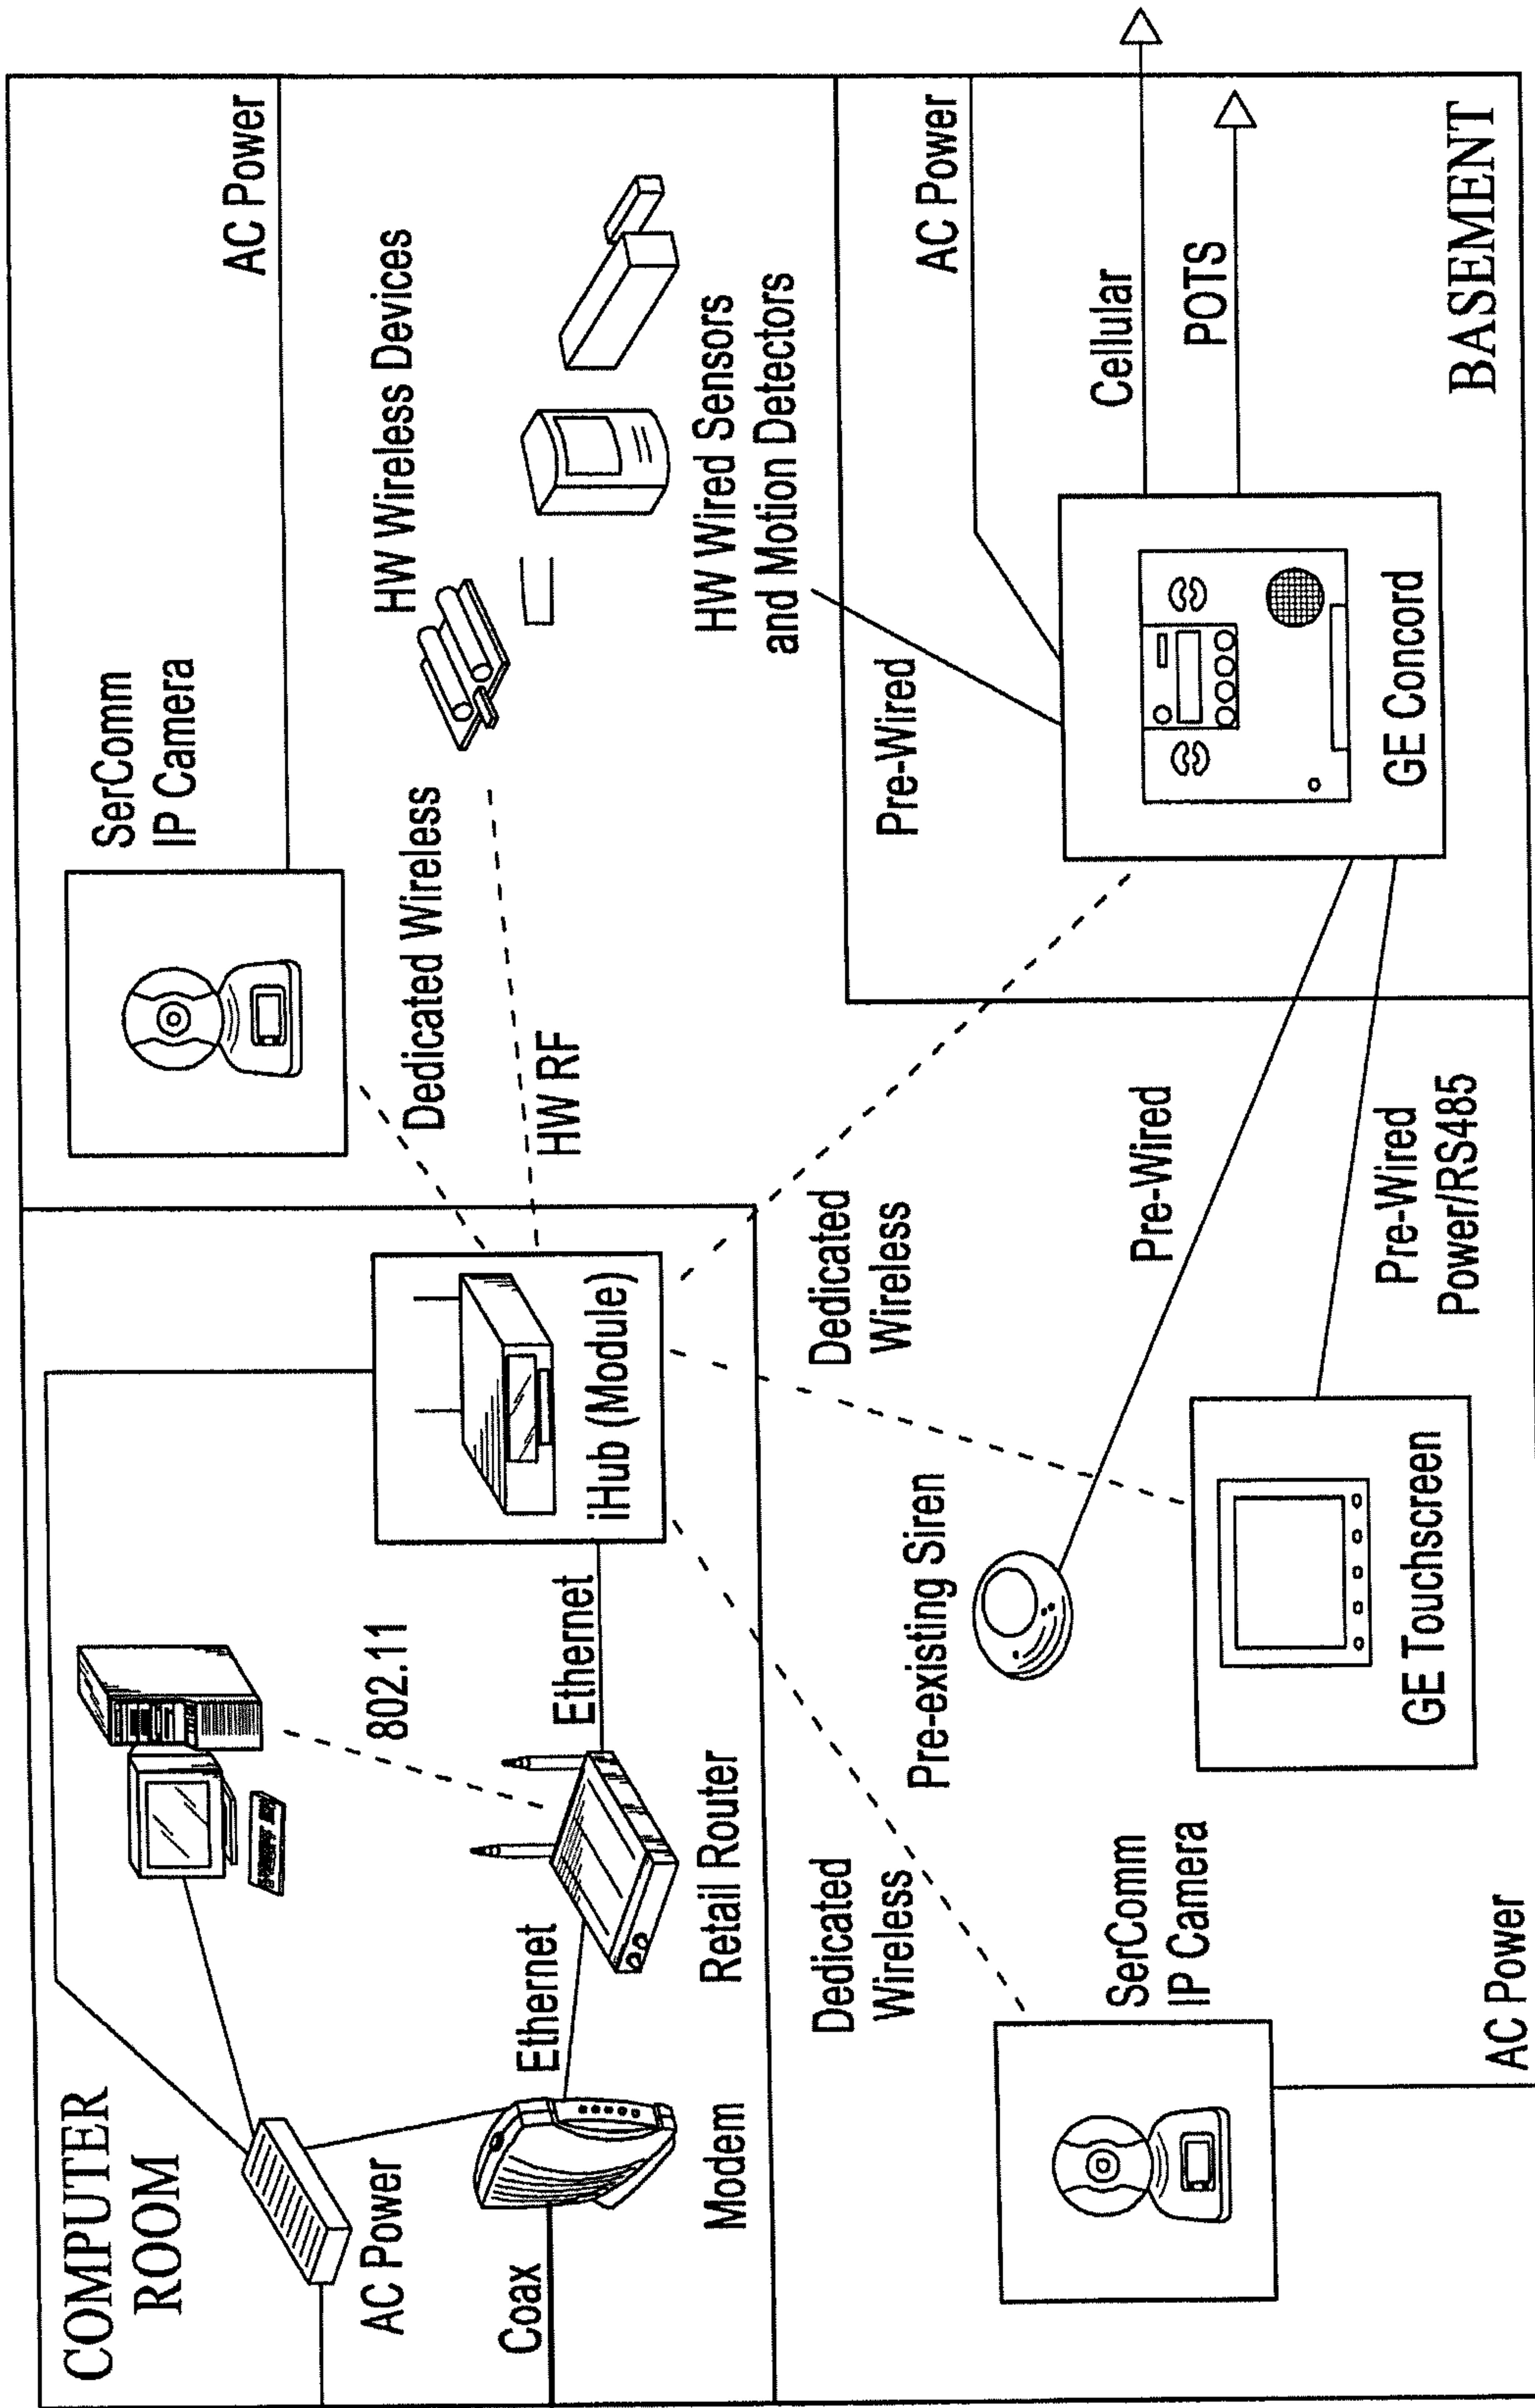 COMPUTER
ROOM
AC Power
Coax
Modem
Ethernet
Retail Router
802.11
Ethernet
iHub (Module)
SerComm
IP Camera
AC Power
Dedicated Wireless
HW RF
HW Wireless Devices
HW Wired Sensors
and Motion Detectors
Dedicated
Wireless
SerComm
IP Camera
AC Power
Pre-existing Siren
GE Touchscreen
Dedicated
Wireless
Pre-Wired
Pre-Wired
Power/RS485
Pre-Wired
AC Power
Cellular
POTS
GE Concord
BASEMENT